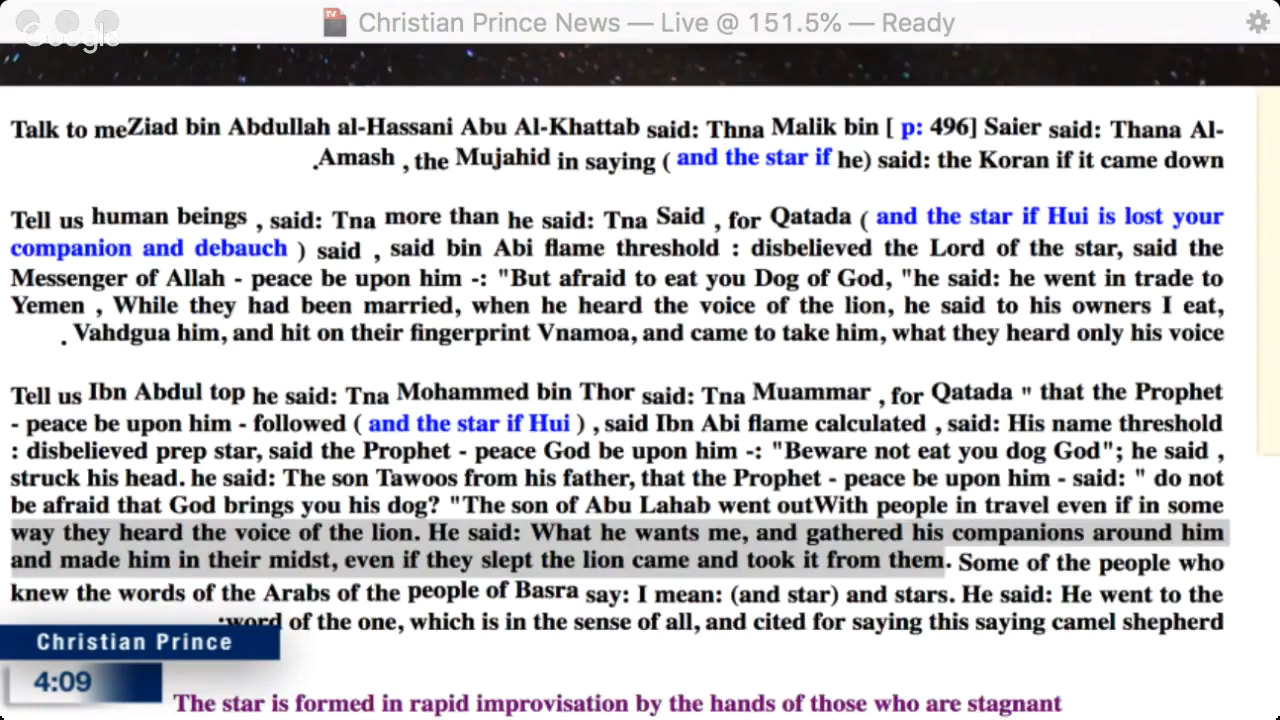 Christian Prince News — Live @ 151.5% — Ready
Google
Talk to meZiad bin Abdullah al-Hassani Abu Al-Khattab said: Thna Malik bin [ p: 496] Saier said: Thana Al-
.Amash , the Mujahid in saying ( and the star if he) said: the Koran if it came down
Tell us human beings , said: Tna more than he said: Tna Said , for Qatada ( and the star if Hui is lost your
companion and debauch ) said , said bin Abi flame threshold : disbelieved the Lord of the star, said the
Messenger of Allah - peace be upon him -: "But afraid to eat you Dog of God, "he said: he went in trade to
Yemen , While they had been married, when he heard the voice of the lion, he said to his owners I eat,
. Vahdgua him, and hit on their fingerprint Vnamoa, and came to take him, what they heard only his voice
Tell us Ibn Abdul top he said: Tna Mohammed bin Thor said: Tna Muammar , for Qatada " that the Prophet
- peace be upon him - followed ( and the star if Hui ) , said Ibn Abi flame calculated , said: His name threshold
: disbelieved prep star, said the Prophet - peace God be upon him -: "Beware not eat you dog God"; he said ,
struck his head. he said: The son Tawoos from his father, that the Prophet - peace be upon him - said: " do not
be afraid that God brings you his dog? "The son of Abu Lahab went outWith people in travel even if in some
way they heard the voice of the lion. He said: What he wants me, and gathered his companions around him
and made him in their midst, even if they slept the lion came and took it from them. Some of the people who
knew the words of the Arabs of the people of Basra say: I mean: (and star) and stars. He said: He went to the
:word of the one, which is in the sense of all, and cited for saying this saying camel shepherd
Christian Prince
4:09
The star is formed in rapid improvisation by the hands of those who are stagnant